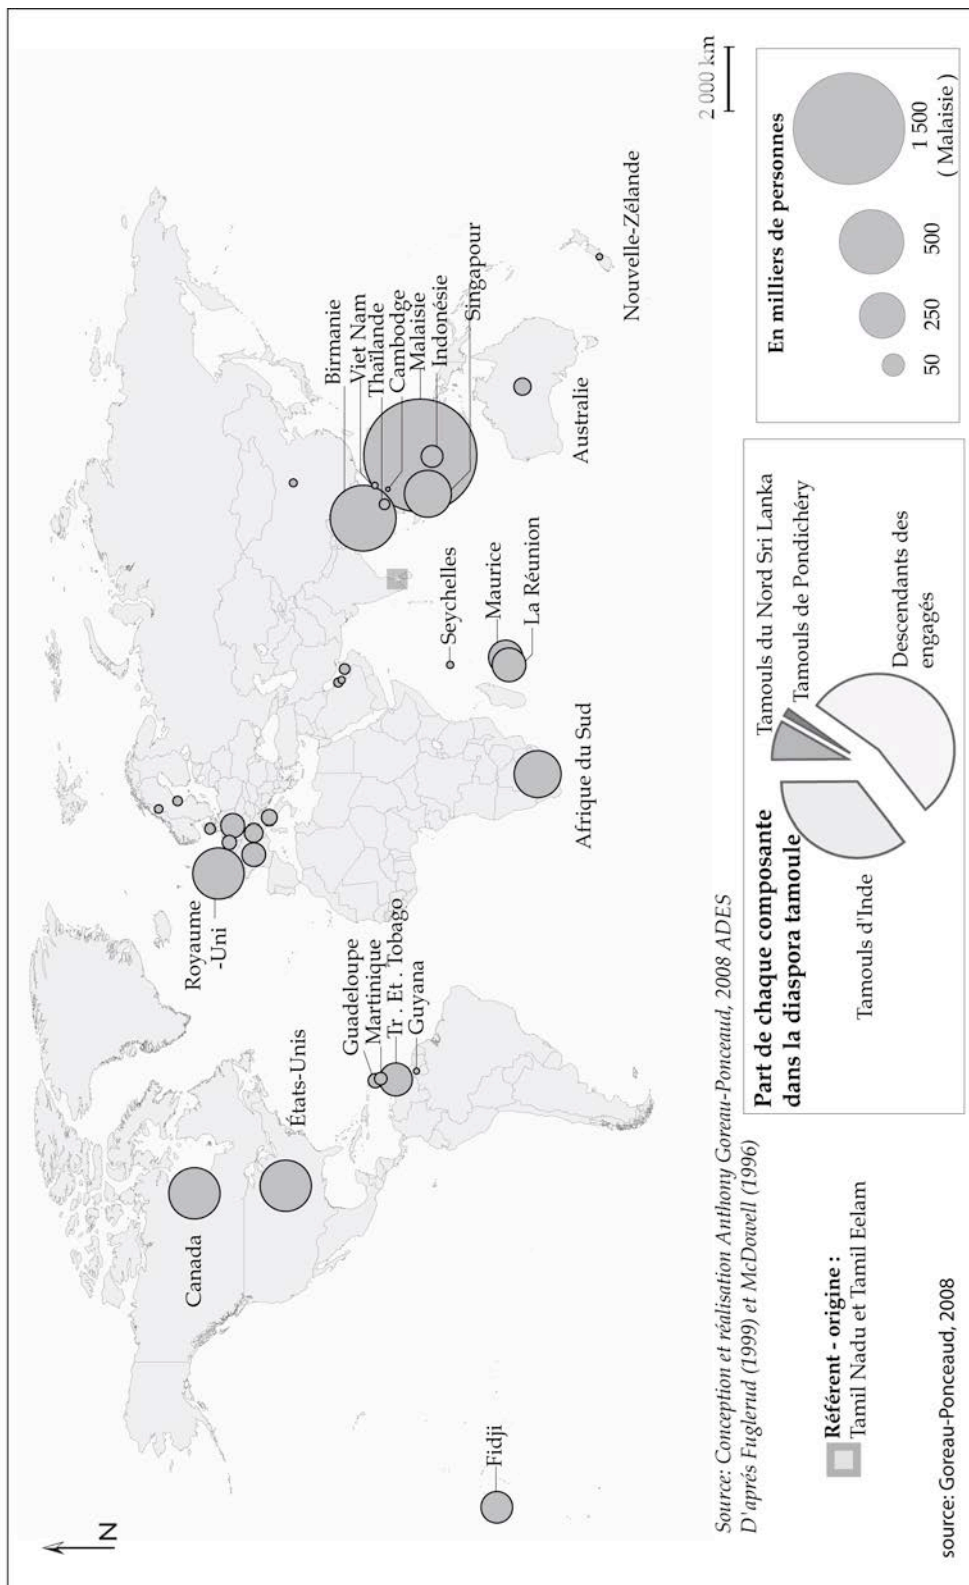 N
Canada
États-Unis
Fidji
Royaume
-Uni
Guadeloupe
Martinique
Tr . Et . Tobago
Guyana
Afrique du Sud
Seychelles
Maurice
La Réunion
Birmanie
Viet Nam
Thaïlande
Cambodge
Malaisie
Indonésie
Singapour
Australie
Nouvelle-Zélande
2 000 km
Source: Conception et réalisation Anthony Goreau-Ponceaud, 2008 ADES
D'aprés Fuglerud (1999) et McDowell (1996)
Référent - origine :
Tamil Nadu et Tamil Eelam
Part de chaque composante
dans la diaspora tamoule
Tamouls d'Inde
Tamouls du Nord Sri Lanka
Tamouls de Pondichéry
Descendants des
engagés
En milliers de personnes
50
250
500
1 500
( Malaisie )
source: Goreau-Ponceaud, 2008